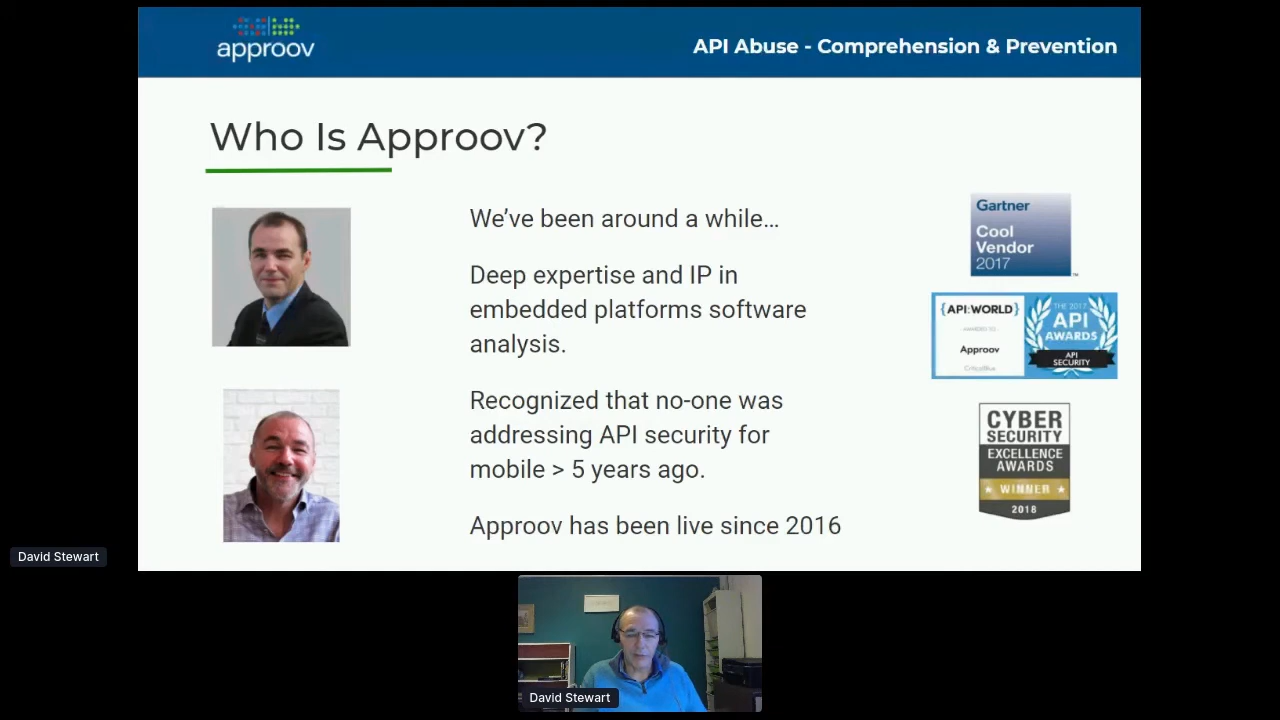 approov
API Abuse - Comprehension & Prevention
Who Is Approov?
We’ve been around a while…
Deep expertise and IP in
embedded platforms software
analysis.
Recognized that no-one was
addressing API security for
mobile > 5 years ago.
Approov has been live since 2016
Gartner
Cool
Vendor
2017
{API:WORLD}
AWARDED TO
Approov
CriticalBlue
THE 2017
API
AWARDS
API
SECURITY
CYBER
SECURITY
EXCELLENCE
AWARDS
WINNER
2018
David Stewart
David Stewart